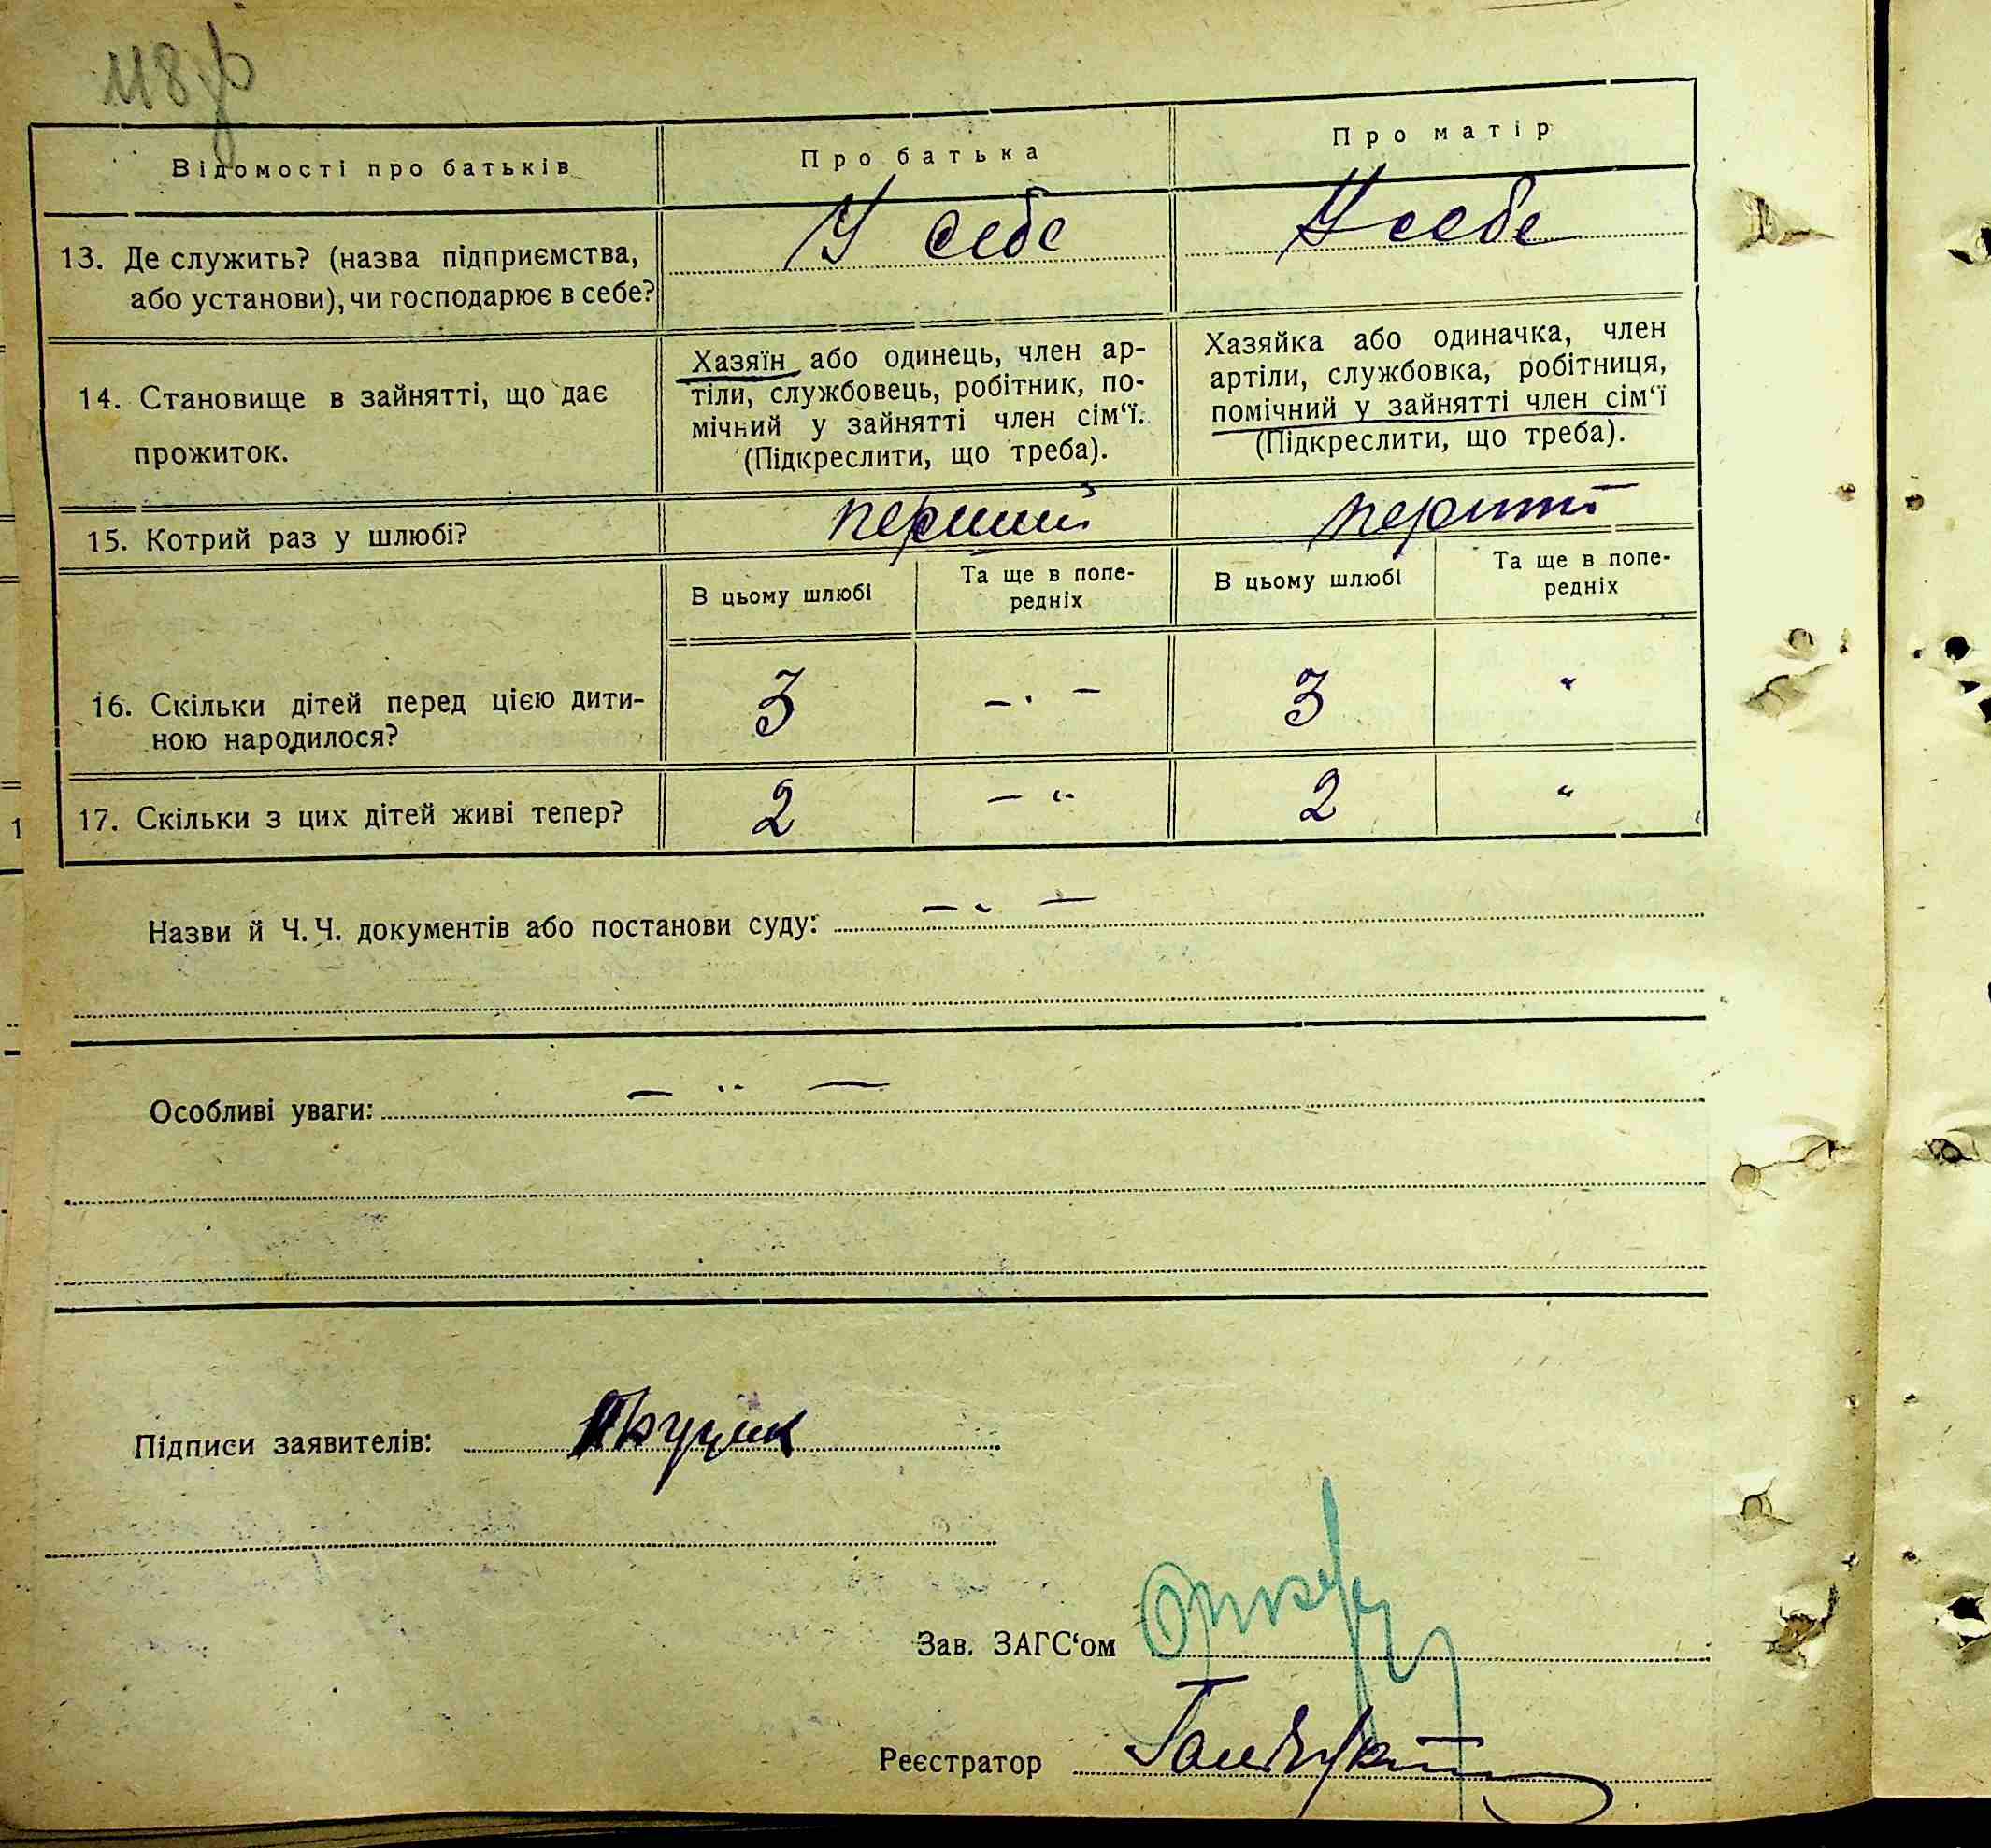 Відомості про батьків
Про батька
Про матір
13. Де служить? (назва підприємства,
або установи), чи господарює в себе?
У себе
У себе
14. Становище в зайнятті, що дає
прожиток.
Хазяїн або одинець, член ар-
тіли, службовець, робітник, по-
мічний у зайнятті член сім‘ї.
(Підкреслити, що треба).
Хазяйка або одиначка, член
артіли, службовка, робітниця,
помічний у зайнятті член сім‘ї
(Підкреслити, що треба).
15. Котрий раз у шлюбі?
перший
В цьому шлюбі
Та ще в попе-
редніх
В цьому шлюбі
Та ще в попе-
редніх
16. Скільки дітей перед цією дити-
ною народилося?
3
— · —
3
"
17. Скільки з цих дітей живі тепер?
2
— "
2
"
Назви й Ч.Ч. документів або постанови суду:
Особливі уваги:
Підписи заявителів:
Зав. ЗАГС‘ом
Реєстратор